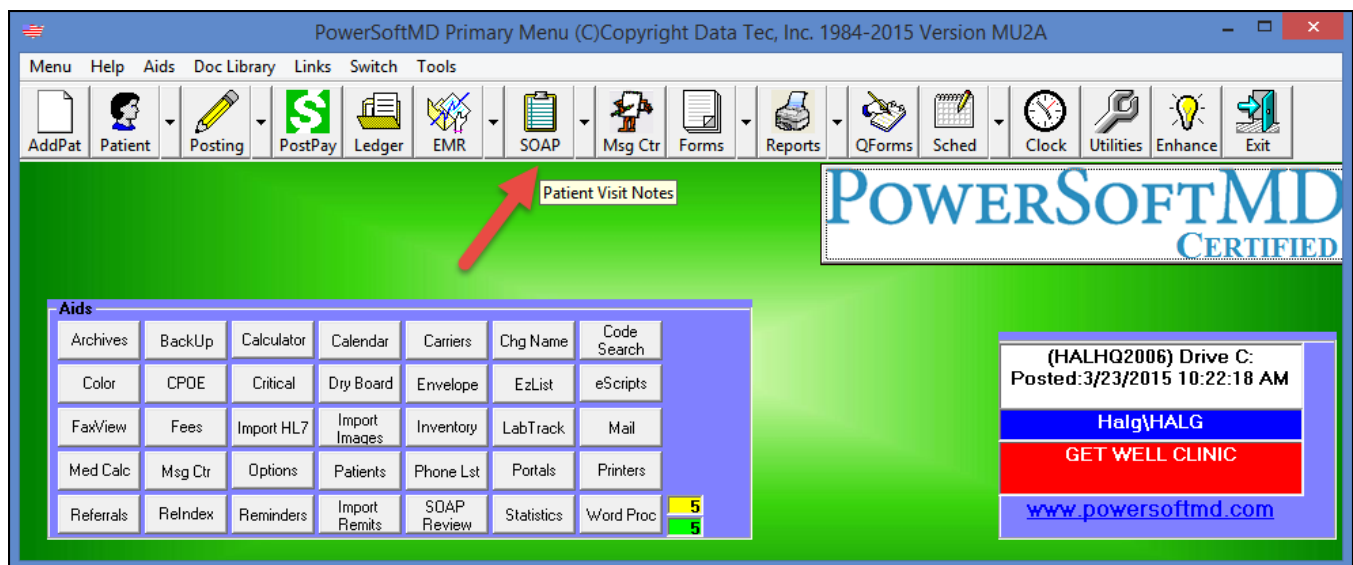 PowerSoftMD Primary Menu (C)Copyright Data Tec, Inc. 1984-2015 Version MU2A
Menu Help Aids Doc Library Links Switch Tools
AddPat Patient Posting PostPay Ledger EMR SOAP Msg Ctr Forms Reports QForms Sched Clock Utilities Enhance Exit
Patient Visit Notes
POWERSOFTMD
CERTIFIED
Aids
Archives BackUp Calculator Calendar Carriers Chg Name Code Search
Color CPOE Critical Dry Board Envelope EzList eScripts
FaxView Fees Import HL7 Import Images Inventory LabTrack Mail
Med Calc Msg Ctr Options Patients Phone Lst Portals Printers
Referrals ReIndex Reminders Import Remits SOAP Review Statistics Word Proc 5
5
(HALHQ2006) Drive C:
Posted:3/23/2015 10:22:18 AM
Halg\HALG
GET WELL CLINIC
www.powersoftmd.com